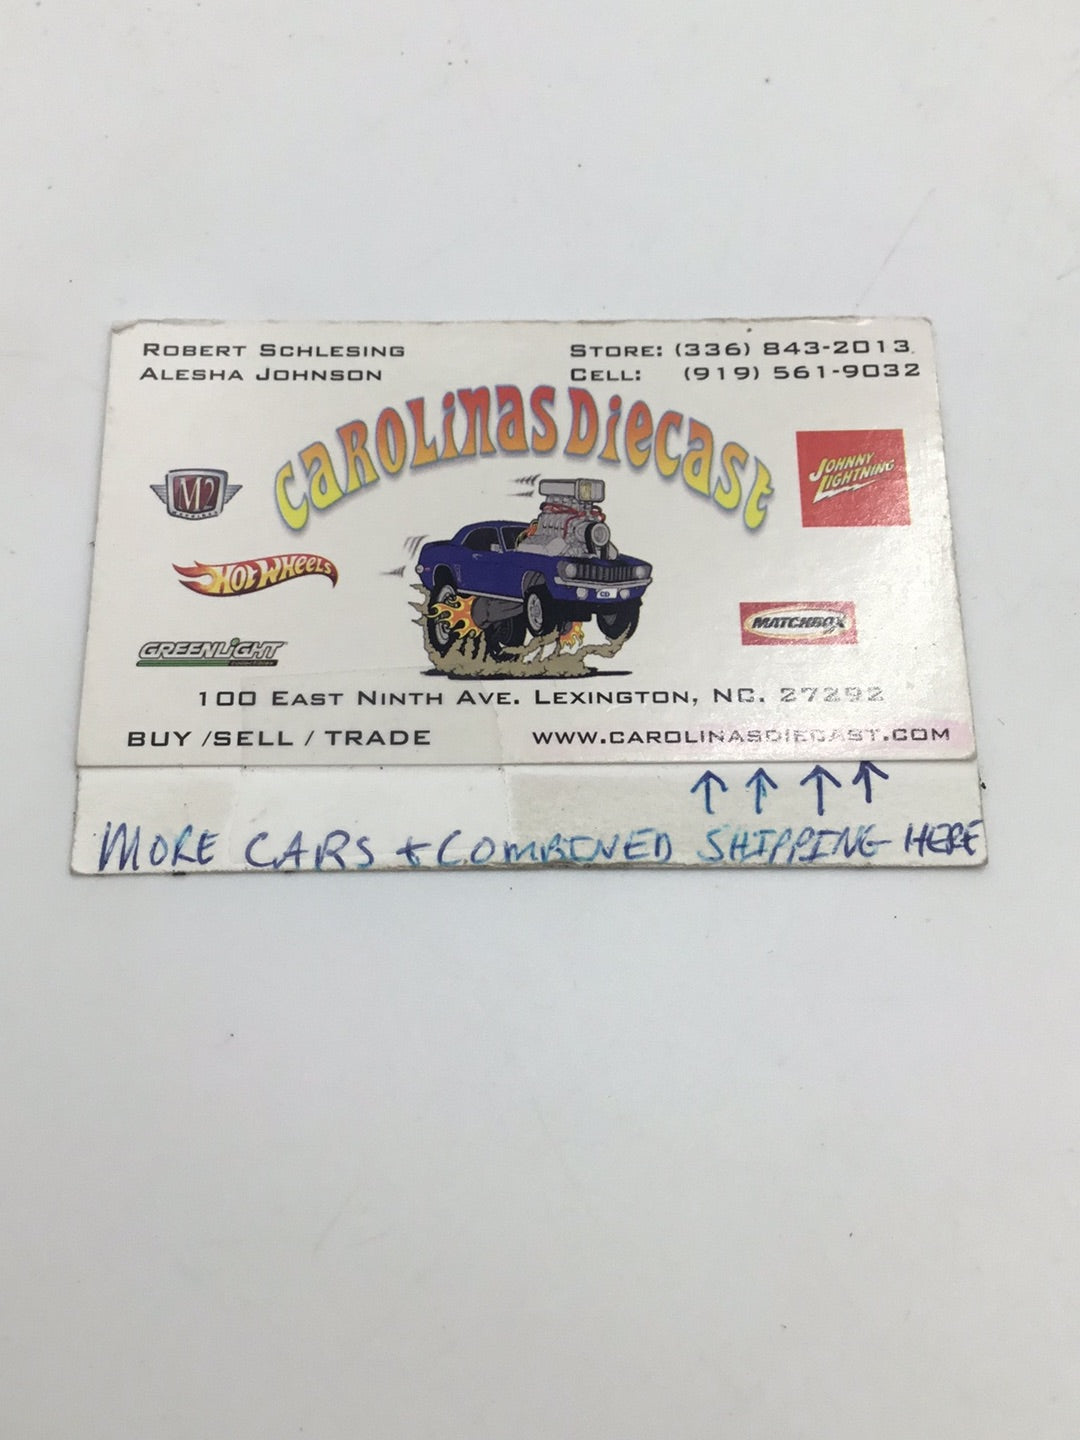 ROBERT SCHLESING
ALESHA JOHNSON
STORE: (336) 843-2013
CELL: (919) 561-9032
CAROLINAS DIECAST
M2
JOHNNY
LIGHTNING
HOT WHEELS
MATCHBOX
GREENLIGHT
100 EAST NINTH AVE. LEXINGTON, NC. 27292
BUY /SELL / TRADE
WWW.CAROLINASDIECAST.COM
MORE CARS + COMBINED SHIPPING HERE